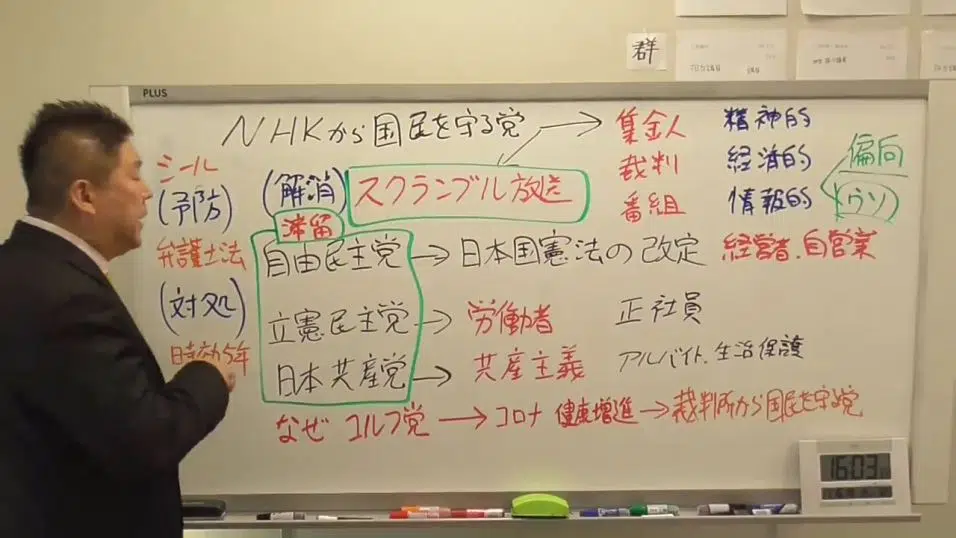 群
PLUS
NHKから国民を守る党
集金人 精神的
シール
裁判 経済的 偏向
(予防) (解消) スクランブル放送
番組 情報的 ウソ
滞留
弁護士法 自由民主党 → 日本国憲法の改定 経営者、自営業
(対処) 立憲民主党 → 労働者 正社員
時効5年 日本共産党 → 共産主義 アルバイト、生活保護
なぜ ゴルフ党 → コロナ 健康増進 → 裁判所から国民を守る党
16:03